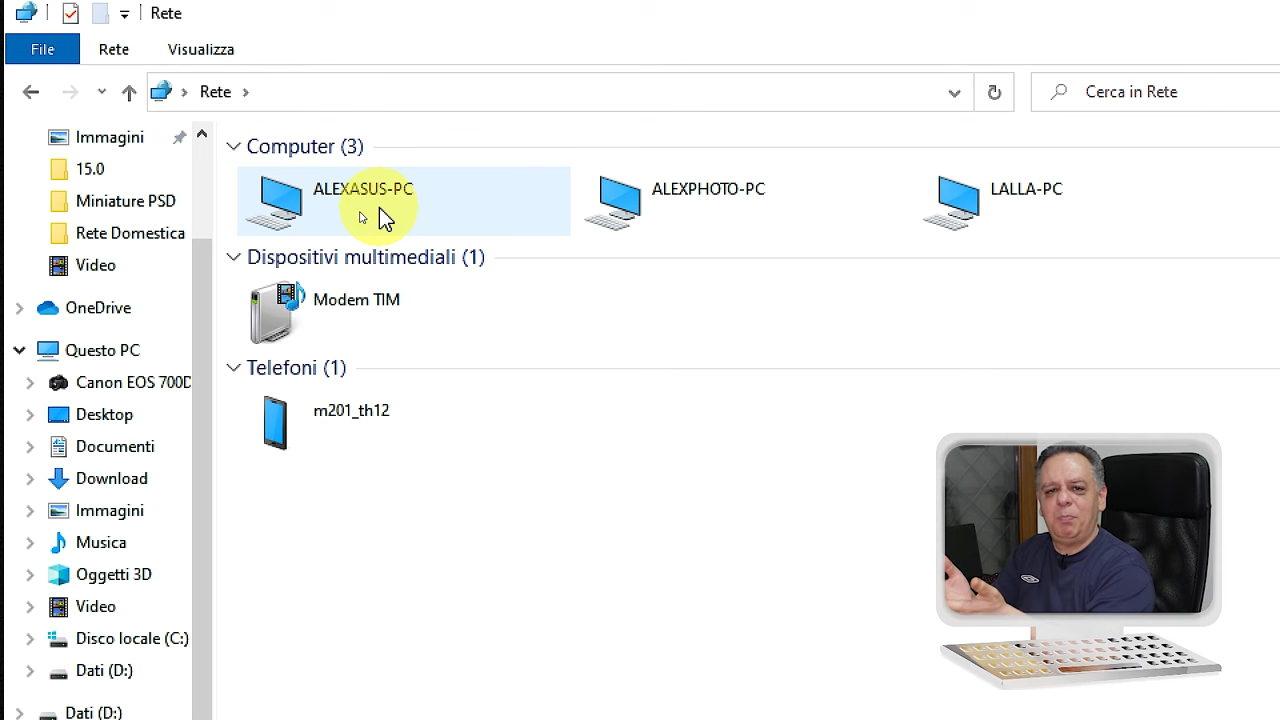 Rete
File Rete Visualizza
Rete Cerca in Rete
Immagini
15.0
Miniature PSD
Rete Domestica
Video
OneDrive
Questo PC
Canon EOS 700D
Desktop
Documenti
Download
Immagini
Musica
Oggetti 3D
Video
Disco locale (C:)
Dati (D:)
Dati (D:)
Computer (3)
ALEXASUS-PC ALEXPHOTO-PC LALLA-PC
Dispositivi multimediali (1)
Modem TIM
Telefoni (1)
m201_th12